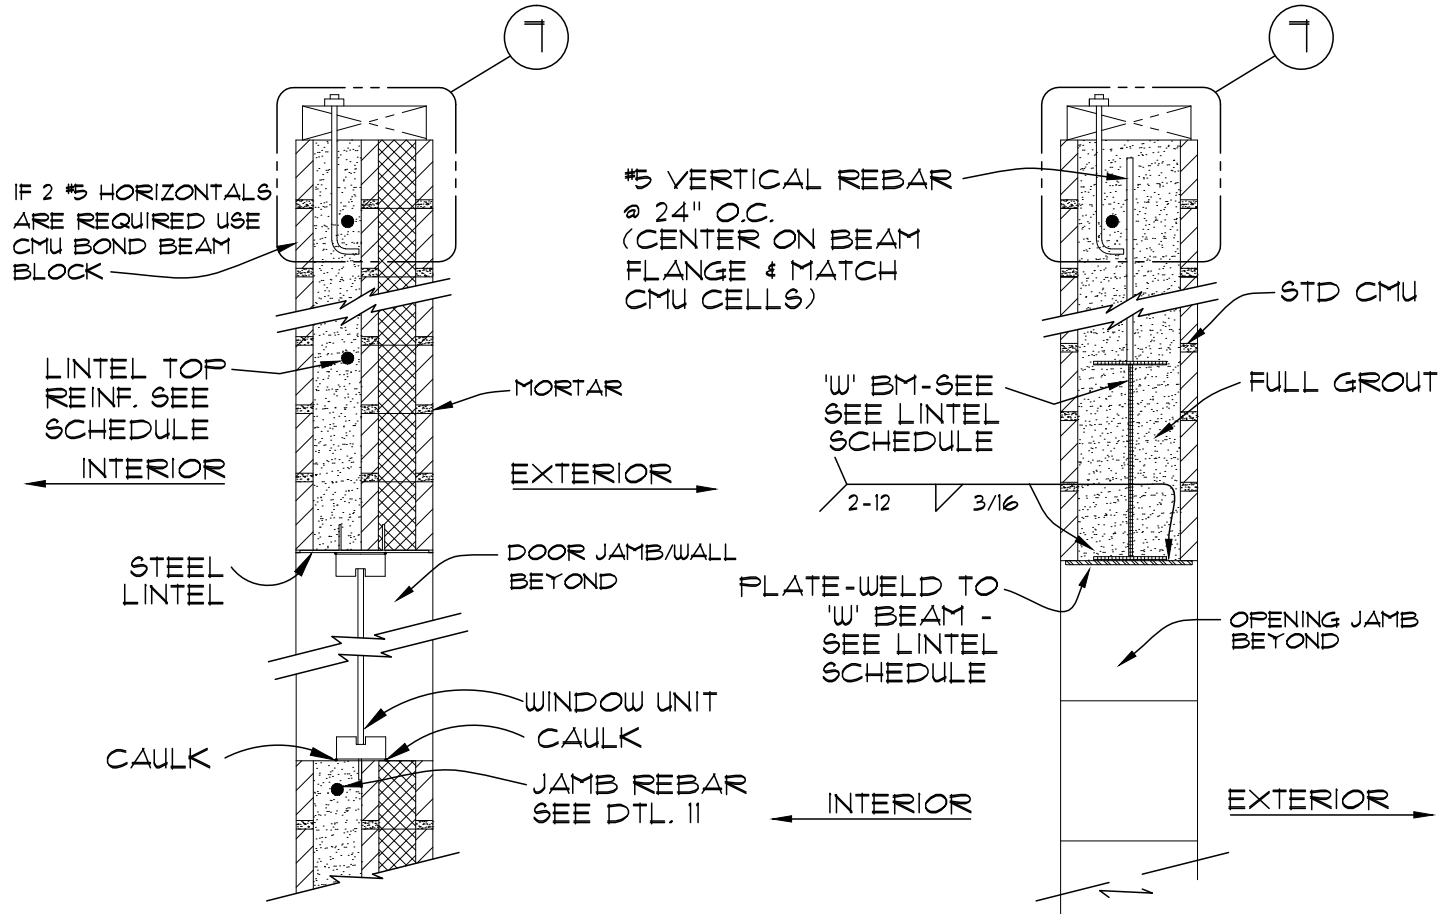 7
7
IF 2 #5 HORIZONTALS
ARE REQUIRED USE
CMU BOND BEAM
BLOCK
LINTEL TOP
REINF. SEE
SCHEDULE
INTERIOR
MORTAR
EXTERIOR
STEEL
LINTEL
DOOR JAMB/WALL
BEYOND
WINDOW UNIT
CAULK
CAULK
JAMB REBAR
SEE DTL. 11
#5 VERTICAL REBAR
@ 24" O.C.
(CENTER ON BEAM
FLANGE & MATCH
CMU CELLS)
STD CMU
'W' BM-SEE
SEE LINTEL
SCHEDULE
FULL GROUT
2-12
3/16
PLATE-WELD TO
'W' BEAM -
SEE LINTEL
SCHEDULE
OPENING JAMB
BEYOND
INTERIOR
EXTERIOR